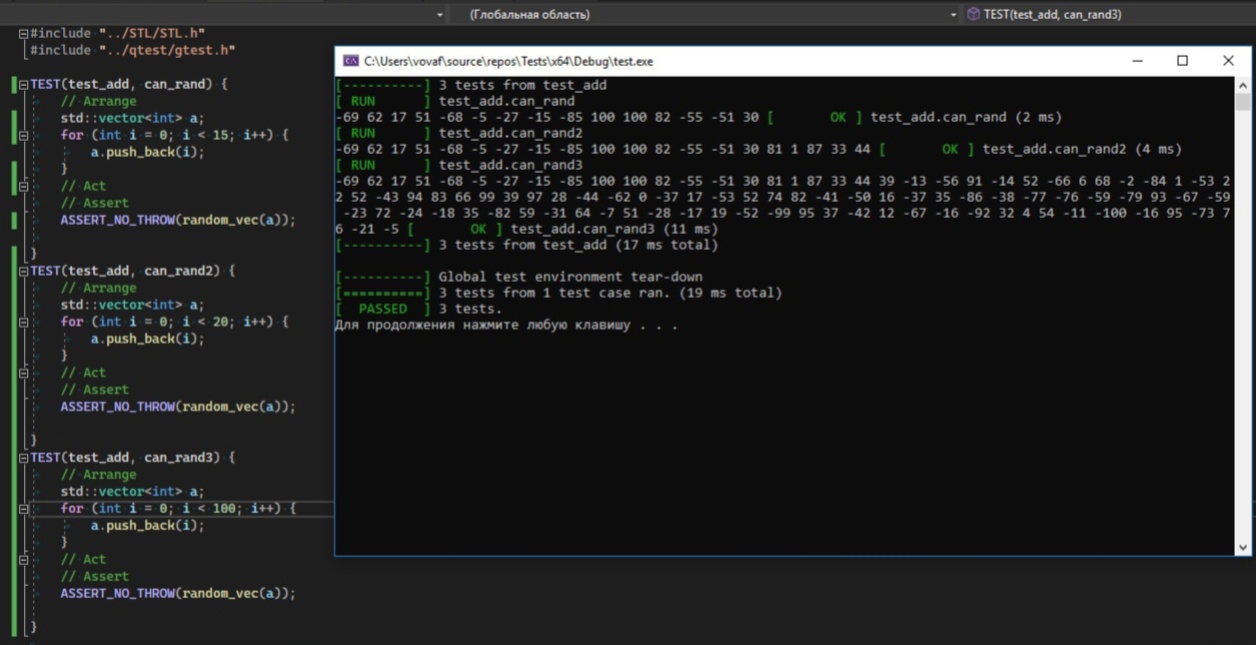 (Глобальная область)
TEST(test_add, can_rand3)
#include "../STL/STL.h"
#include "../qtest/gtest.h"
TEST(test_add, can_rand) {
// Arrange
std::vector<int> a;
for (int i = 0; i < 15; i++) {
a.push_back(i);
}
// Act
// Assert
ASSERT_NO_THROW(random_vec(a));
}
TEST(test_add, can_rand2) {
// Arrange
std::vector<int> a;
for (int i = 0; i < 20; i++) {
a.push_back(i);
}
// Act
// Assert
ASSERT_NO_THROW(random_vec(a));
}
TEST(test_add, can_rand3) {
// Arrange
std::vector<int> a;
for (int i = 0; i < 100; i++) {
a.push_back(i);
}
// Act
// Assert
ASSERT_NO_THROW(random_vec(a));
}
C:\Users\vovaf\source\repos\Tests\x64\Debug\test.exe
[----------] 3 tests from test_add
[ RUN      ] test_add.can_rand
-69 62 17 51 -68 -5 -27 -15 -85 100 100 82 -55 -51 30 [       OK ] test_add.can_rand (2 ms)
[ RUN      ] test_add.can_rand2
-69 62 17 51 -68 -5 -27 -15 -85 100 100 82 -55 -51 30 81 1 87 33 44 [       OK ] test_add.can_rand2 (4 ms)
[ RUN      ] test_add.can_rand3
-69 62 17 51 -68 -5 -27 -15 -85 100 100 82 -55 -51 30 81 1 87 33 44 39 -13 -56 91 -14 52 -66 6 68 -2 -84 1 -53 2
2 52 -43 94 83 66 99 39 97 28 -44 -62 0 -37 17 -53 52 74 82 -41 -50 16 -37 35 -86 -38 -77 -76 -59 -79 93 -67 -59
-23 72 -24 -18 35 -82 59 -31 64 -7 51 -28 -17 19 -52 -99 95 37 -42 12 -67 -16 -92 32 4 54 -11 -100 -16 95 -73 7
6 -21 -5 [       OK ] test_add.can_rand3 (11 ms)
[----------] 3 tests from test_add (17 ms total)
[----------] Global test environment tear-down
[==========] 3 tests from 1 test case ran. (19 ms total)
[  PASSED  ] 3 tests.
Для продолжения нажмите любую клавишу . . .